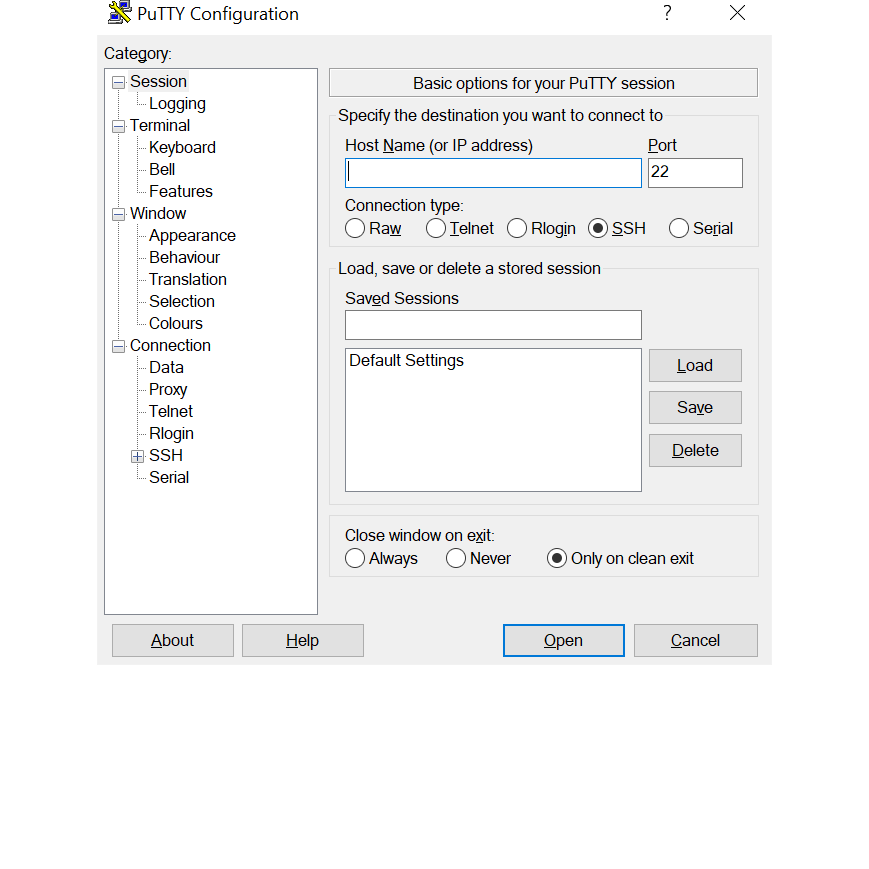 PuTTY Configuration
?
Category:
Session
Logging
Terminal
Keyboard
Bell
Features
Window
Appearance
Behaviour
Translation
Selection
Colours
Connection
Data
Proxy
Telnet
Rlogin
SSH
Serial
Basic options for your PuTTY session
Specify the destination you want to connect to
Host Name (or IP address) Port
22
Connection type:
Raw Telnet Rlogin SSH Serial
Load, save or delete a stored session
Saved Sessions
Default Settings
Load
Save
Delete
Close window on exit:
Always Never Only on clean exit
About Help Open Cancel